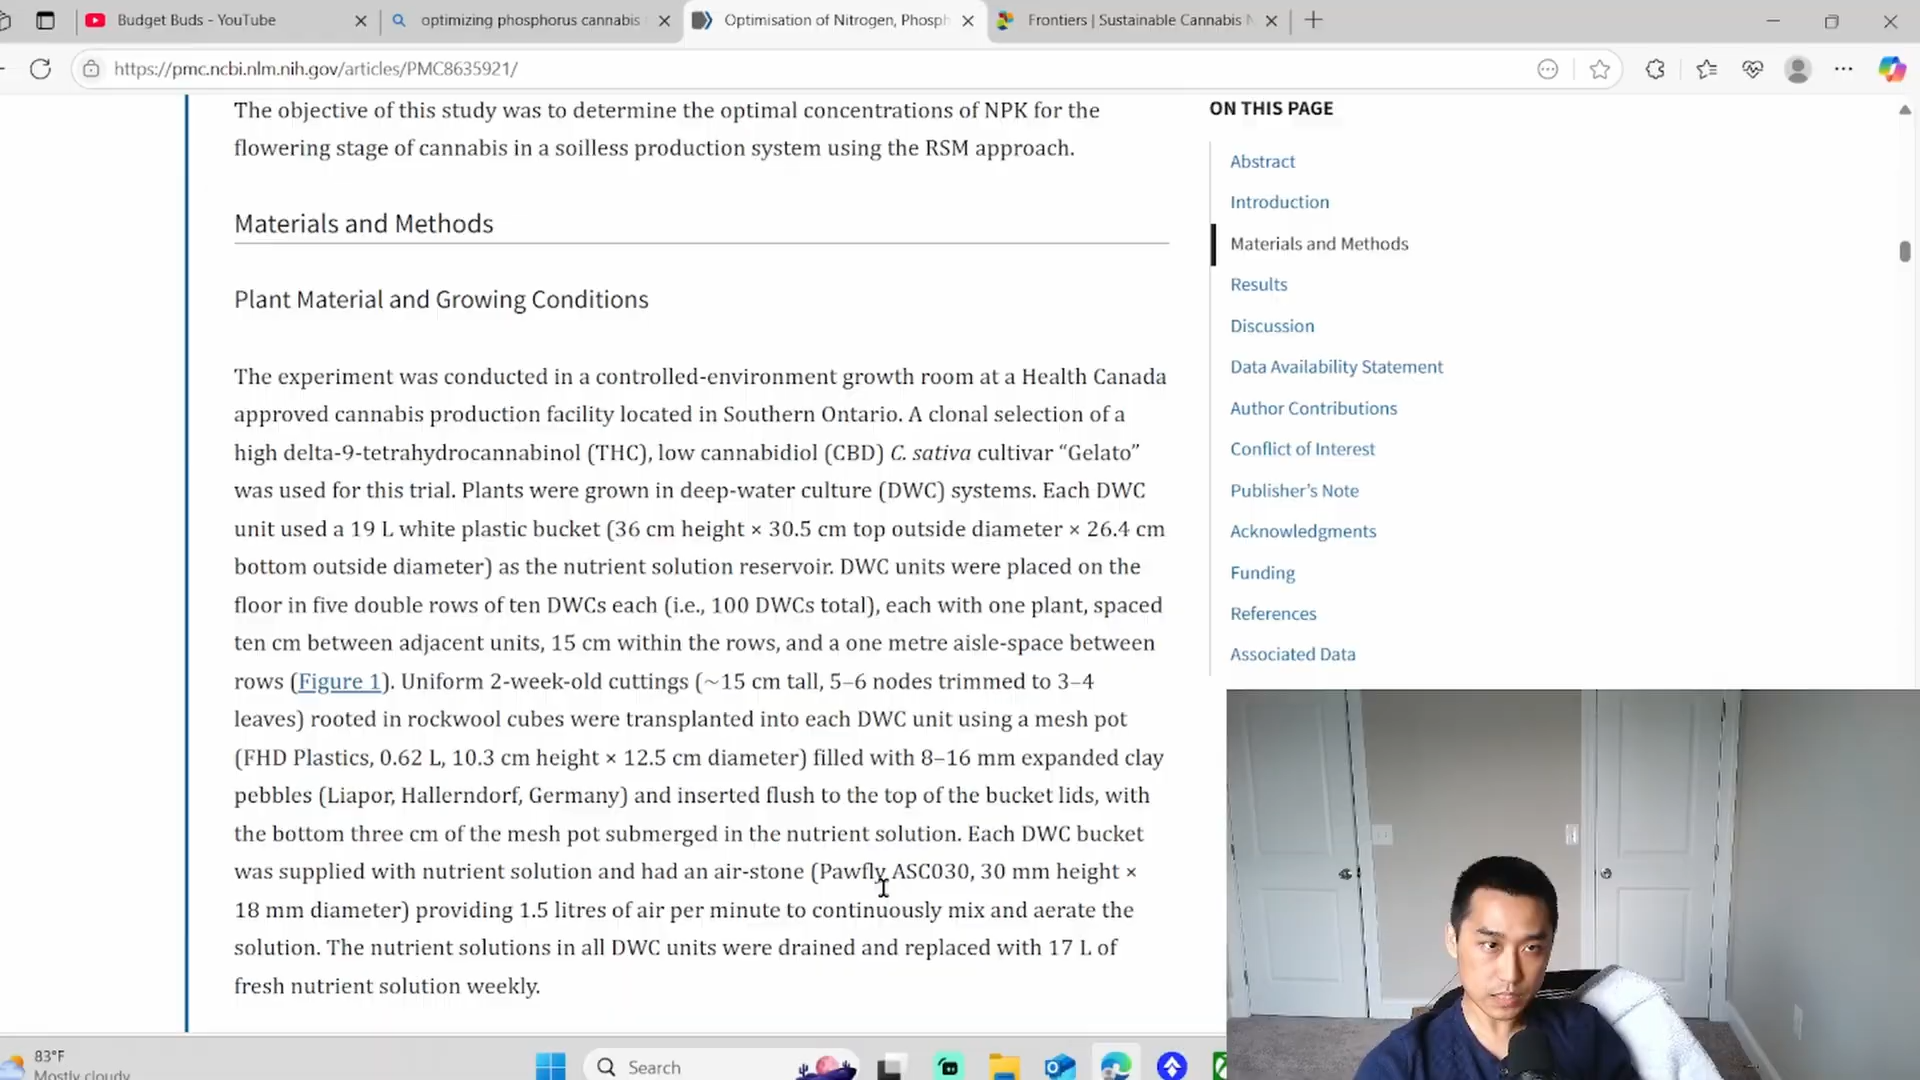 Budget Buds - YouTube
optimizing phosphorus cannabis
Optimisation of Nitrogen, Phosph
Frontiers | Sustainable Cannabis N
https://pmc.ncbi.nlm.nih.gov/articles/PMC8635921/
The objective of this study was to determine the optimal concentrations of NPK for the
flowering stage of cannabis in a soilless production system using the RSM approach.
Materials and Methods
Plant Material and Growing Conditions
The experiment was conducted in a controlled-environment growth room at a Health Canada
approved cannabis production facility located in Southern Ontario. A clonal selection of a
high delta-9-tetrahydrocannabinol (THC), low cannabidiol (CBD) C. sativa cultivar “Gelato”
was used for this trial. Plants were grown in deep-water culture (DWC) systems. Each DWC
unit used a 19 L white plastic bucket (36 cm height × 30.5 cm top outside diameter × 26.4 cm
bottom outside diameter) as the nutrient solution reservoir. DWC units were placed on the
floor in five double rows of ten DWCs each (i.e., 100 DWCs total), each with one plant, spaced
ten cm between adjacent units, 15 cm within the rows, and a one metre aisle-space between
rows (Figure 1). Uniform 2-week-old cuttings (~15 cm tall, 5–6 nodes trimmed to 3–4
leaves) rooted in rockwool cubes were transplanted into each DWC unit using a mesh pot
(FHD Plastics, 0.62 L, 10.3 cm height × 12.5 cm diameter) filled with 8–16 mm expanded clay
pebbles (Liapor, Hallerndorf, Germany) and inserted flush to the top of the bucket lids, with
the bottom three cm of the mesh pot submerged in the nutrient solution. Each DWC bucket
was supplied with nutrient solution and had an air-stone (Pawfly ASC030, 30 mm height ×
18 mm diameter) providing 1.5 litres of air per minute to continuously mix and aerate the
solution. The nutrient solutions in all DWC units were drained and replaced with 17 L of
fresh nutrient solution weekly.
ON THIS PAGE
Abstract
Introduction
Materials and Methods
Results
Discussion
Data Availability Statement
Author Contributions
Conflict of Interest
Publisher’s Note
Acknowledgments
Funding
References
Associated Data
83°F
Mostly cloudy
Search